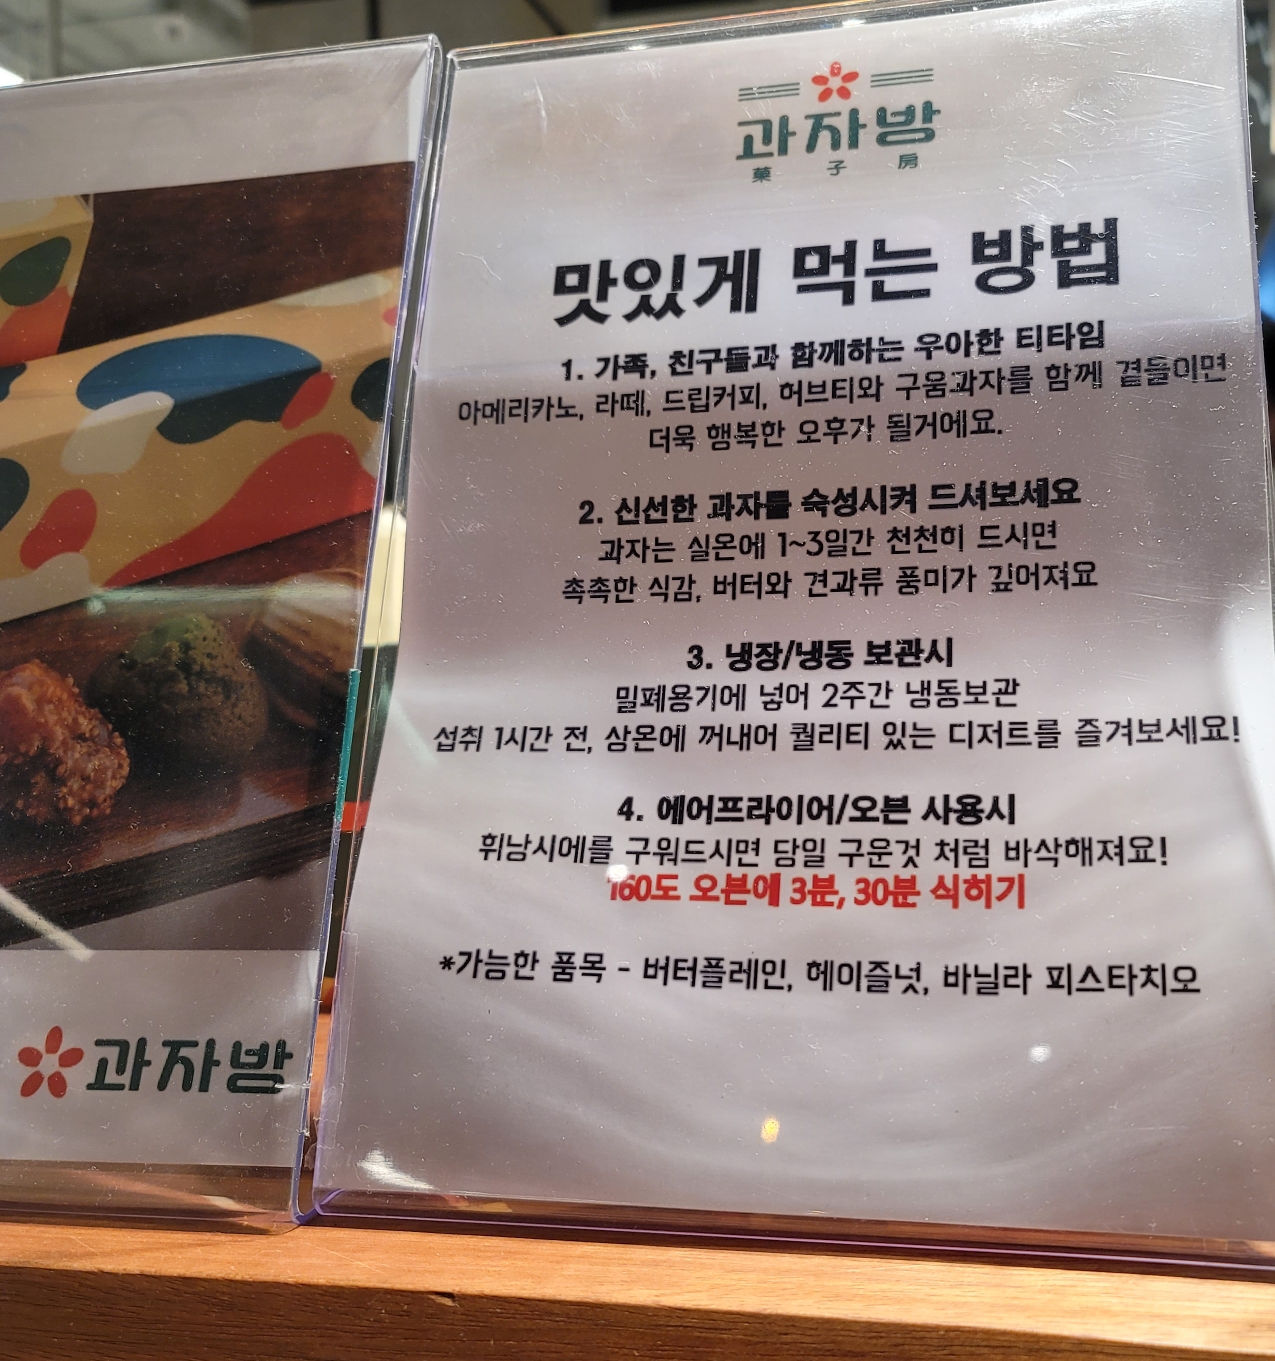 과자방
菓子房
맛있게 먹는 방법
1. 가족, 친구들과 함께하는 우아한 티타임
아메리카노, 라떼, 드립커피, 허브티와 구움과자를 함께 곁들이면
더욱 행복한 오후가 될거에요.
2. 신선한 과자를 숙성시켜 드셔보세요
과자는 실온에 1~3일간 천천히 드시면
촉촉한 식감, 버터와 견과류 풍미가 깊어져요
3. 냉장/냉동 보관시
밀폐용기에 넣어 2주간 냉동보관
섭취 1시간 전, 상온에 꺼내어 퀄리티 있는 디저트를 즐겨보세요!
4. 에어프라이어/오븐 사용시
휘낭시에를 구워드시면 당일 구운것 처럼 바삭해져요!
160도 오븐에 3분, 30분 식히기
*가능한 품목 - 버터플레인, 헤이즐넛, 바닐라 피스타치오
과자방